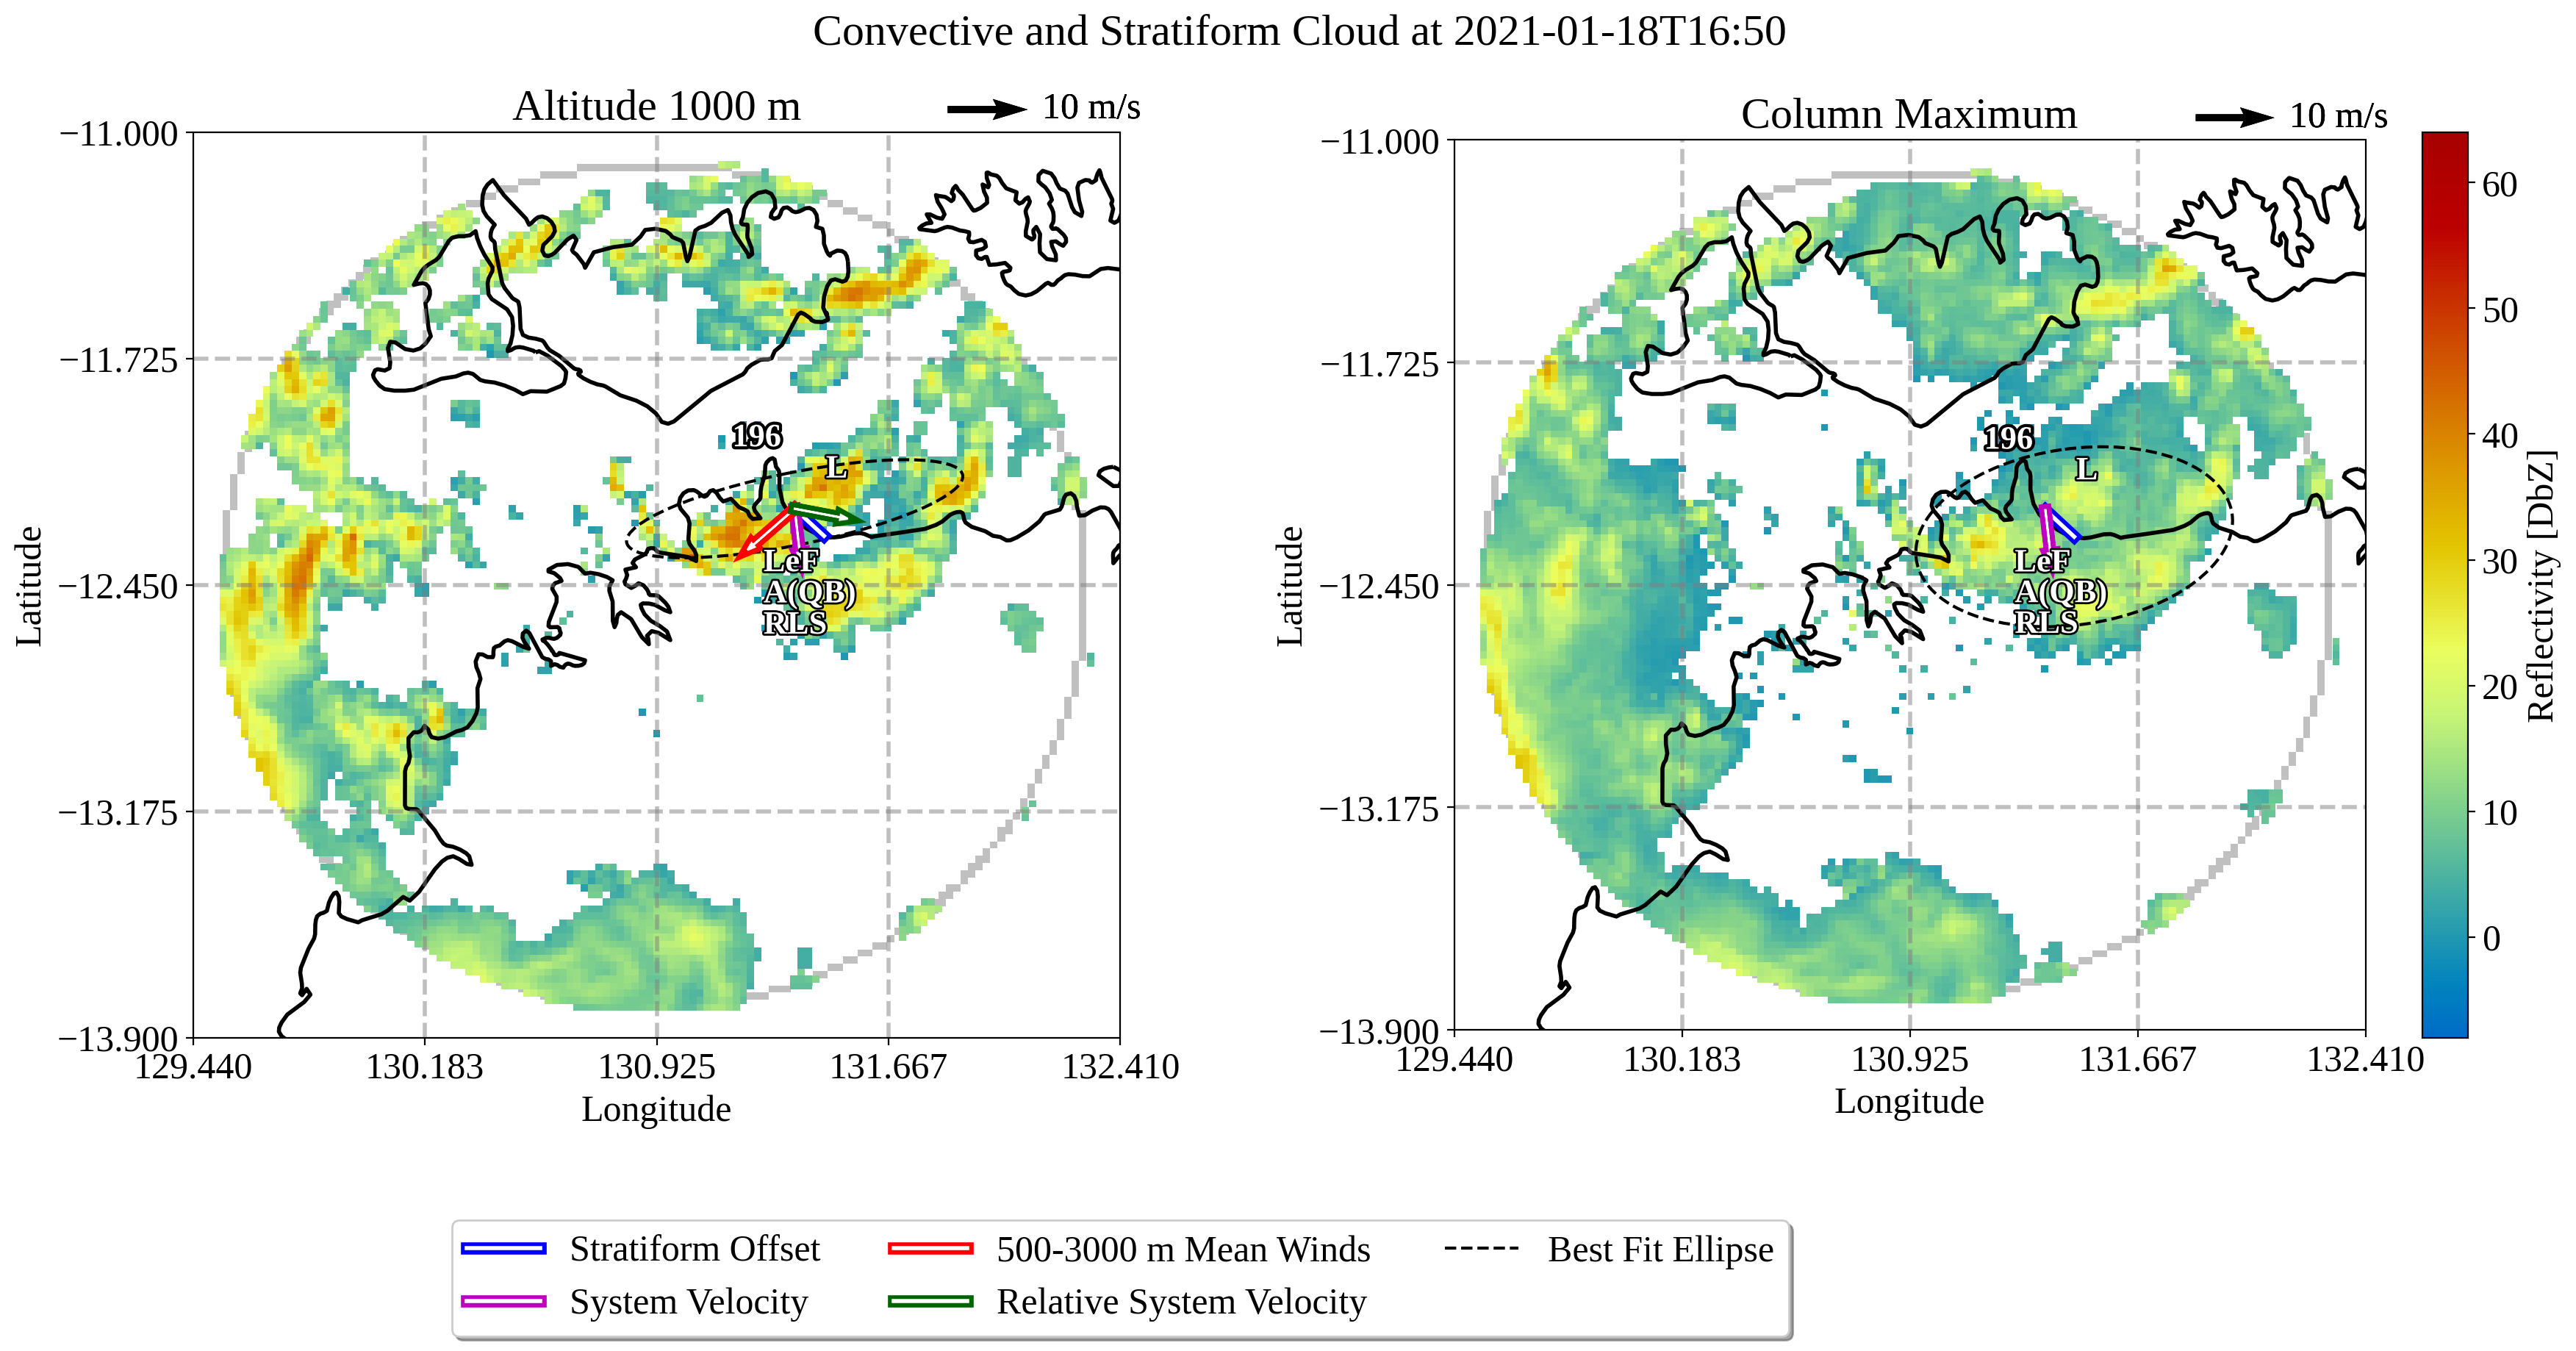 Convective and Stratiform Cloud at 2021-01-18T16:50
Altitude 1000 m
10 m/s
Column Maximum
10 m/s
−11.000
−11.725
−12.450
−13.175
−13.900
Latitude
129.440
130.183
130.925
131.667
132.410
Longitude
196
L
LeF
A(QB)
RLS
−11.000
−11.725
−12.450
−13.175
−13.900
Latitude
129.440
130.183
130.925
131.667
132.410
Longitude
196
L
LeF
A(QB)
RLS
60
50
40
30
20
10
0
Reflectivity [DbZ]
Stratiform Offset
System Velocity
500-3000 m Mean Winds
Relative System Velocity
Best Fit Ellipse